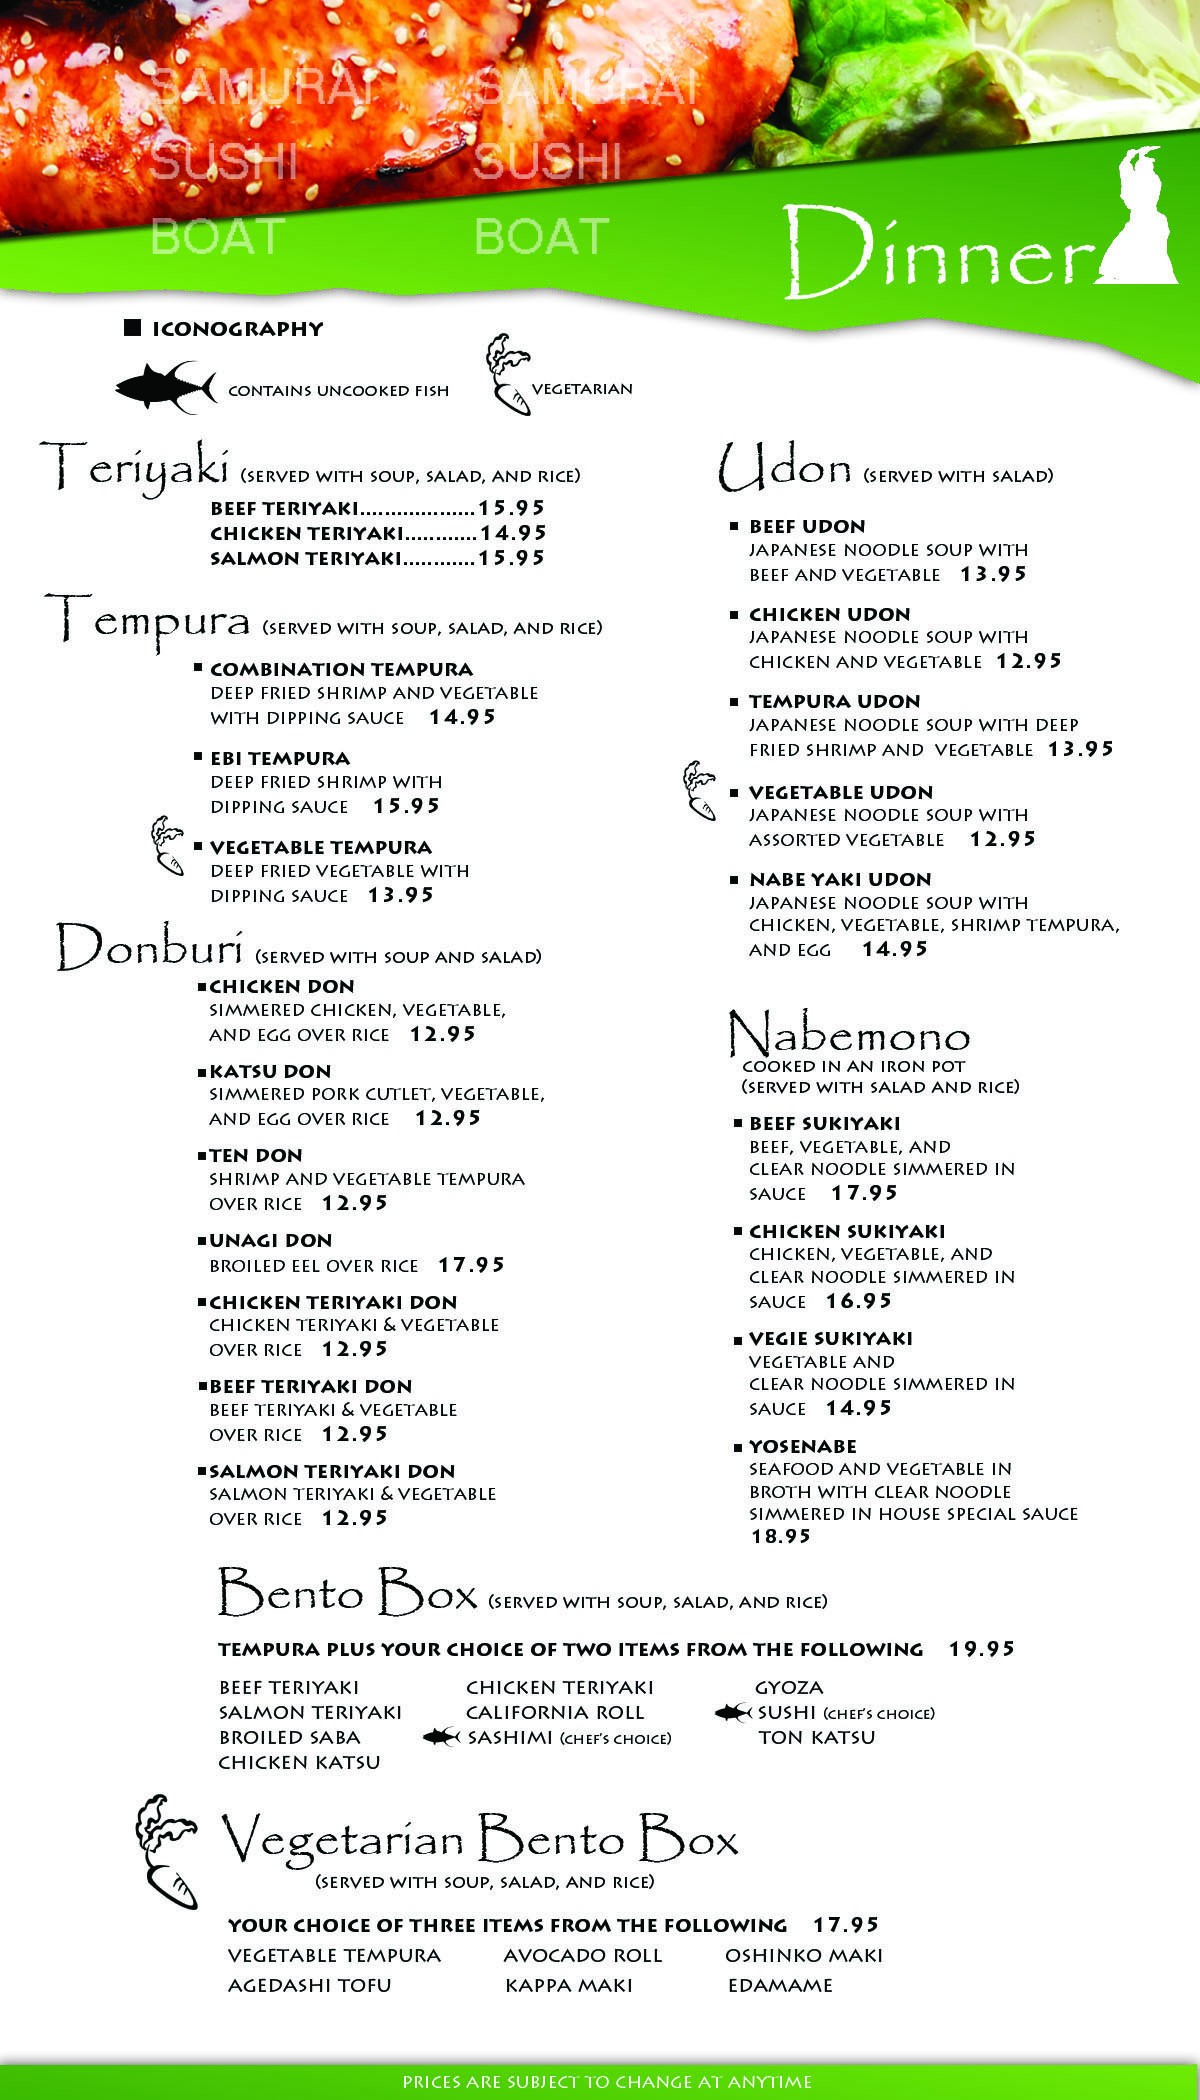 SAMURAI SAMURAI
SUSHI SUSHI
BOAT BOAT
Dinner
ICONOGRAPHY
CONTAINS UNCOOKED FISH
VEGETARIAN
Teriyaki (SERVED WITH SOUP, SALAD, AND RICE)
BEEF TERIYAKI...................15.95
CHICKEN TERIYAKI............14.95
SALMON TERIYAKI............15.95
Tempura (SERVED WITH SOUP, SALAD, AND RICE)
COMBINATION TEMPURA
DEEP FRIED SHRIMP AND VEGETABLE
WITH DIPPING SAUCE 14.95
EBI TEMPURA
DEEP FRIED SHRIMP WITH
DIPPING SAUCE 15.95
VEGETABLE TEMPURA
DEEP FRIED VEGETABLE WITH
DIPPING SAUCE 13.95
Donburi (SERVED WITH SOUP AND SALAD)
CHICKEN DON
SIMMERED CHICKEN, VEGETABLE,
AND EGG OVER RICE 12.95
KATSU DON
SIMMERED PORK CUTLET, VEGETABLE,
AND EGG OVER RICE 12.95
TEN DON
SHRIMP AND VEGETABLE TEMPURA
OVER RICE 12.95
UNAGI DON
BROILED EEL OVER RICE 17.95
CHICKEN TERIYAKI DON
CHICKEN TERIYAKI & VEGETABLE
OVER RICE 12.95
BEEF TERIYAKI DON
BEEF TERIYAKI & VEGETABLE
OVER RICE 12.95
SALMON TERIYAKI DON
SALMON TERIYAKI & VEGETABLE
OVER RICE 12.95
Udon (SERVED WITH SALAD)
BEEF UDON
JAPANESE NOODLE SOUP WITH
BEEF AND VEGETABLE 13.95
CHICKEN UDON
JAPANESE NOODLE SOUP WITH
CHICKEN AND VEGETABLE 12.95
TEMPURA UDON
JAPANESE NOODLE SOUP WITH DEEP
FRIED SHRIMP AND VEGETABLE 13.95
VEGETABLE UDON
JAPANESE NOODLE SOUP WITH
ASSORTED VEGETABLE 12.95
NABE YAKI UDON
JAPANESE NOODLE SOUP WITH
CHICKEN, VEGETABLE, SHRIMP TEMPURA,
AND EGG 14.95
Nabemono
COOKED IN AN IRON POT
(SERVED WITH SALAD AND RICE)
BEEF SUKIYAKI
BEEF, VEGETABLE, AND
CLEAR NOODLE SIMMERED IN
SAUCE 17.95
CHICKEN SUKIYAKI
CHICKEN, VEGETABLE, AND
CLEAR NOODLE SIMMERED IN
SAUCE 16.95
VEGIE SUKIYAKI
VEGETABLE AND
CLEAR NOODLE SIMMERED IN
SAUCE 14.95
YOSENABE
SEAFOOD AND VEGETABLE IN
BROTH WITH CLEAR NOODLE
SIMMERED IN HOUSE SPECIAL SAUCE
18.95
Bento Box (SERVED WITH SOUP, SALAD, AND RICE)
TEMPURA PLUS YOUR CHOICE OF TWO ITEMS FROM THE FOLLOWING 19.95
BEEF TERIYAKI CHICKEN TERIYAKI GYOZA
SALMON TERIYAKI CALIFORNIA ROLL SUSHI (CHEF'S CHOICE)
BROILED SABA SASHIMI (CHEF'S CHOICE) TON KATSU
CHICKEN KATSU
Vegetarian Bento Box
(SERVED WITH SOUP, SALAD, AND RICE)
YOUR CHOICE OF THREE ITEMS FROM THE FOLLOWING 17.95
VEGETABLE TEMPURA AVOCADO ROLL OSHINKO MAKI
AGEDASHI TOFU KAPPA MAKI EDAMAME
PRICES ARE SUBJECT TO CHANGE AT ANYTIME